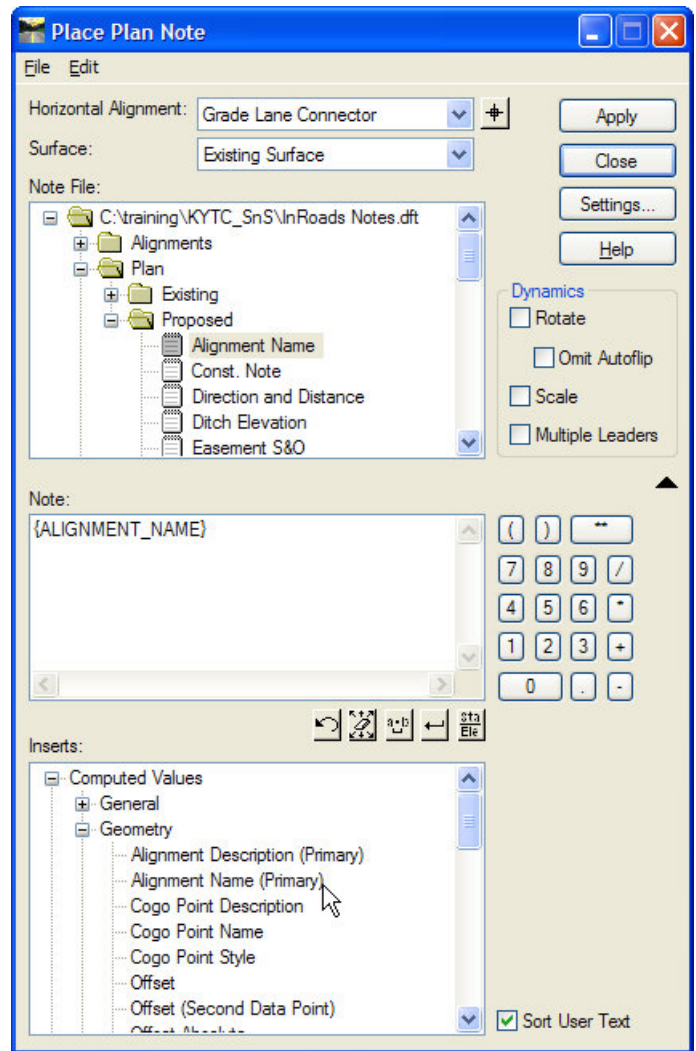 Place Plan Note
File Edit
Horizontal Alignment: Grade Lane Connector
Apply
Surface: Existing Surface
Close
Note File:
Settings...
C:\training\KYTC_SnS\InRoads Notes.dft
Alignments
Help
Plan
Existing
Dynamics
Proposed
Rotate
Alignment Name
Omit Autoflip
Const. Note
Direction and Distance
Scale
Ditch Elevation
Multiple Leaders
Easement S&O
Note:
{ALIGNMENT_NAME}
( ) **
7 8 9 /
4 5 6 *
1 2 3 +
0 . -
a+b
sta
Ele
Inserts:
Computed Values
General
Geometry
Alignment Description (Primary)
Alignment Name (Primary)
Cogo Point Description
Cogo Point Name
Cogo Point Style
Offset
Offset (Second Data Point)
Offset Absolute
Sort User Text